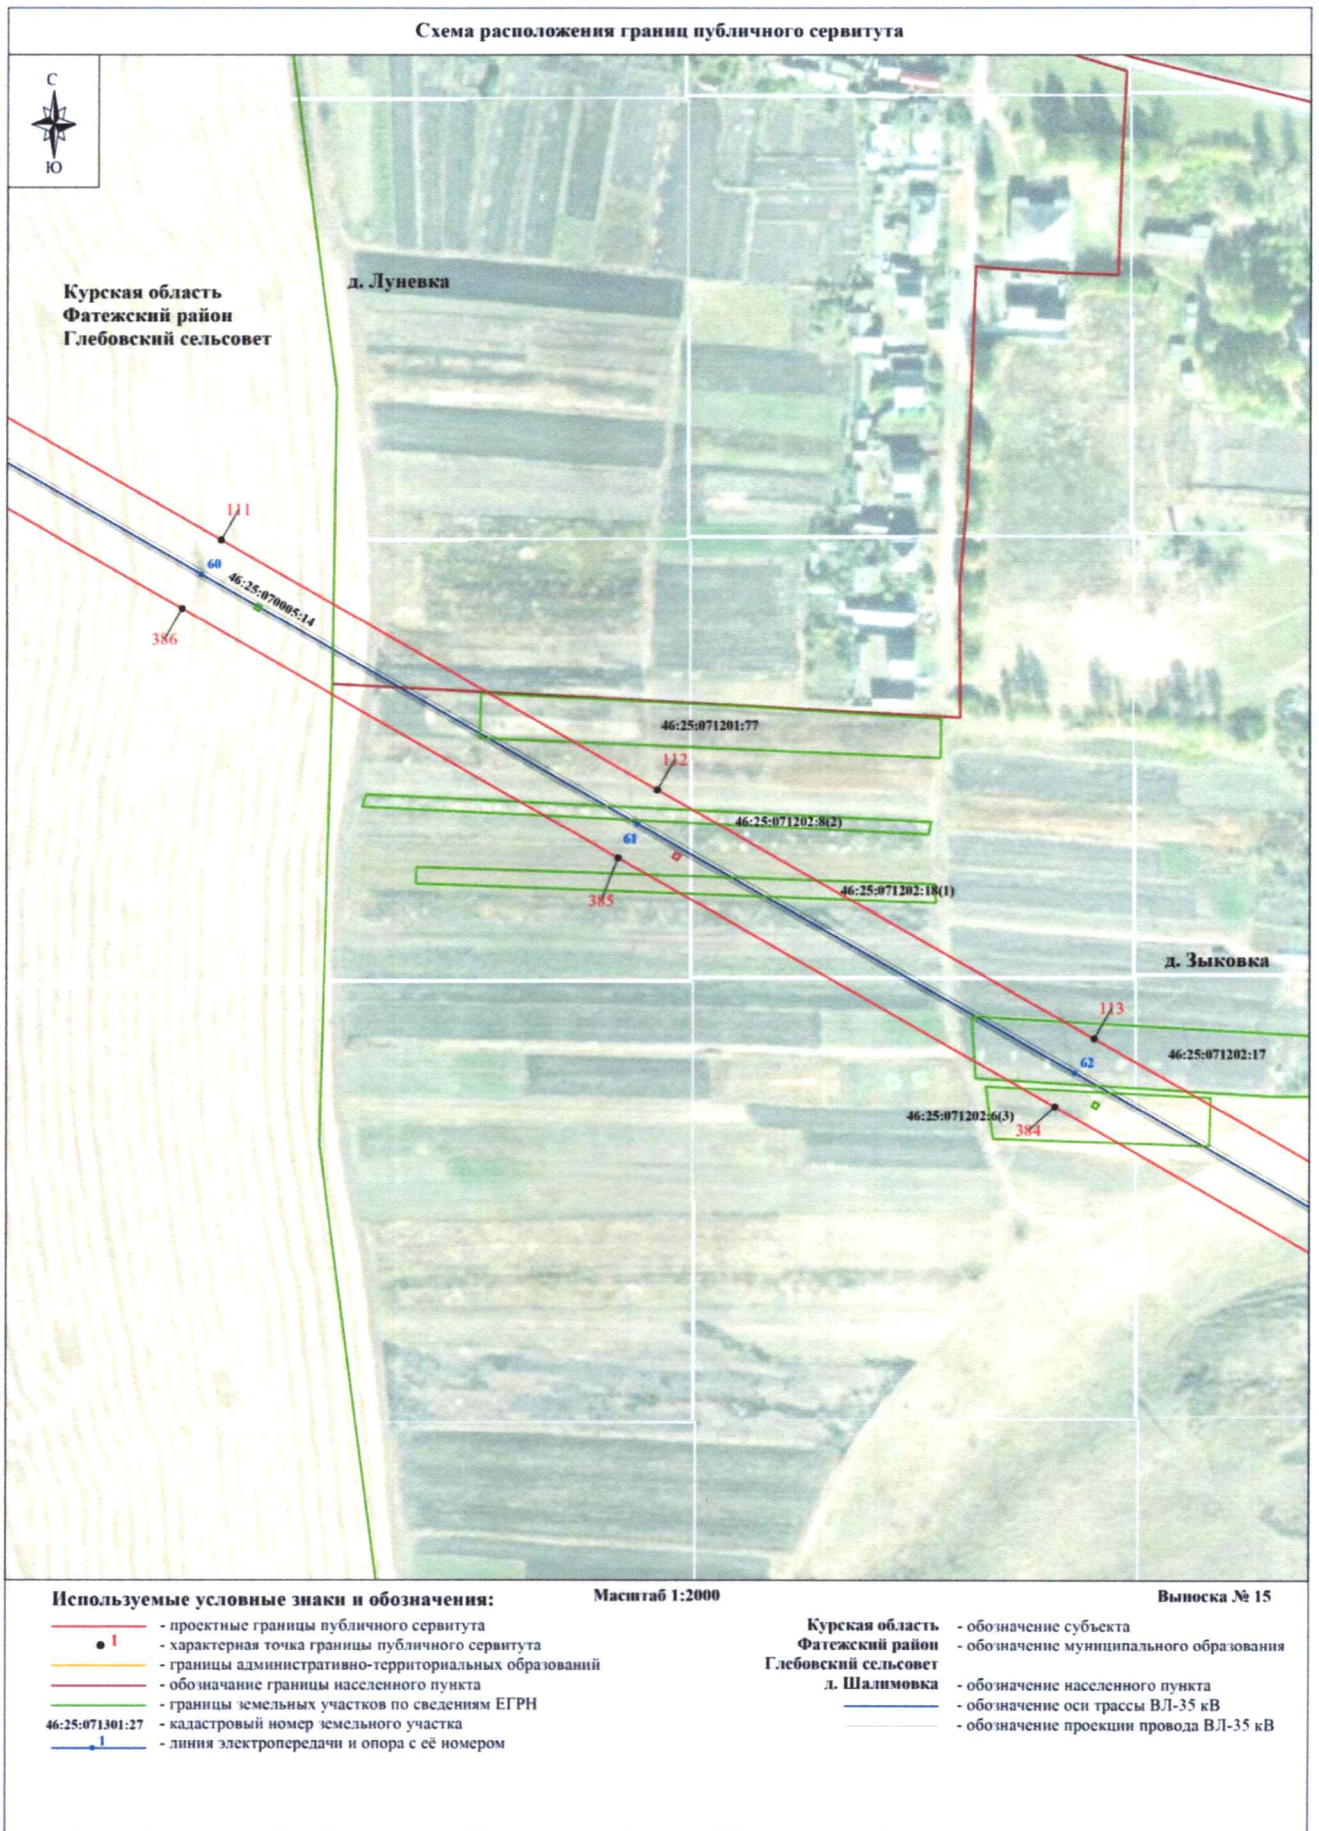 Схема расположения границ публичного сервитута
С
Ю
Курская область
Фатежский район
Глебовский сельсовет
д. Луневка
111
60
46:25:070005:14
386
46:25:071201:77
112
46:25:071202:8(2)
61
46:25:071202:18(1)
385
д. Зыковка
113
46:25:071202:17
62
46:25:071202:6(3)
384
Используемые условные знаки и обозначения:
Масштаб 1:2000
Выноска № 15
- проектные границы публичного сервитута
1 - характерная точка границы публичного сервитута
- границы административно-территориальных образований
- обозначание границы населенного пункта
- границы земельных участков по сведениям ЕГРН
46:25:071301:27 - кадастровый номер земельного участка
1 - линия электропередачи и опора с её номером
Курская область - обозначение субъекта
Фатежский район - обозначение муниципального образования
Глебовский сельсовет
д. Шалимовка - обозначение населенного пункта
- обозначение оси трассы ВЛ-35 кВ
- обозначение проекции провода ВЛ-35 кВ